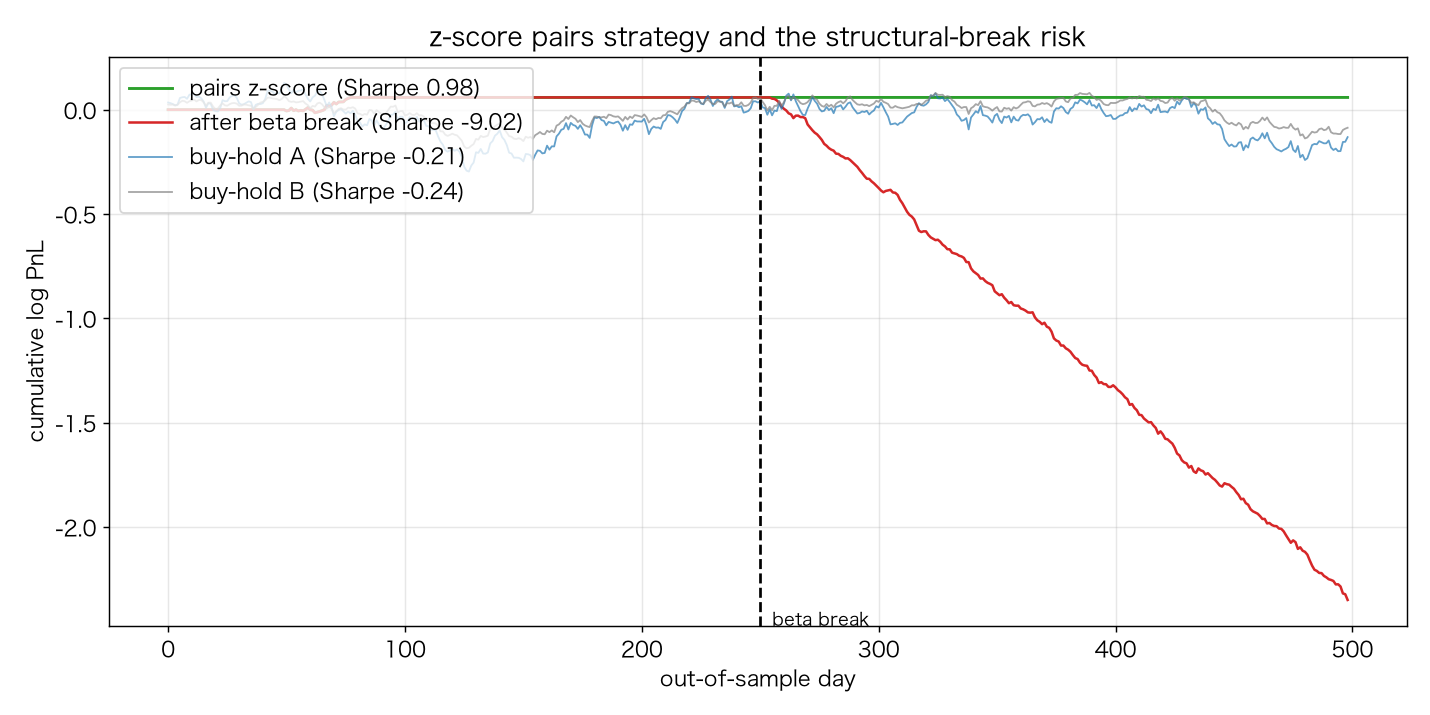 z-score pairs strategy and the structural-break risk
pairs z-score (Sharpe 0.98)
after beta break (Sharpe -9.02)
buy-hold A (Sharpe -0.21)
buy-hold B (Sharpe -0.24)
cumulative log PnL
0.0
-0.5
-1.0
-1.5
-2.0
beta break
0
100
200
300
400
500
out-of-sample day